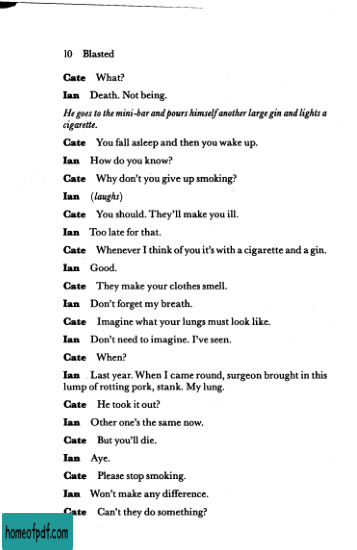 10 Blasted
Cate What?
Ian Death. Not being.
He goes to the mini-bar and pours himself another large gin and lights a
cigarette.
Cate You fall asleep and then you wake up.
Ian How do you know?
Cate Why don't you give up smoking?
Ian (laughs)
Cate You should. They'll make you ill.
Ian Too late for that.
Cate Whenever I think of you it's with a cigarette and a gin.
Ian Good.
Cate They make your clothes smell.
Ian Don't forget my breath.
Cate Imagine what your lungs must look like.
Ian Don't need to imagine. I've seen.
Cate When?
Ian Last year. When I came round, surgeon brought in this
lump of rotting pork, stank. My lung.
Cate He took it out?
Ian Other one's the same now.
Cate But you'll die.
Ian Aye.
Cate Please stop smoking.
Ian Won't make any difference.
Cate Can't they do something?
homeofpdf.com